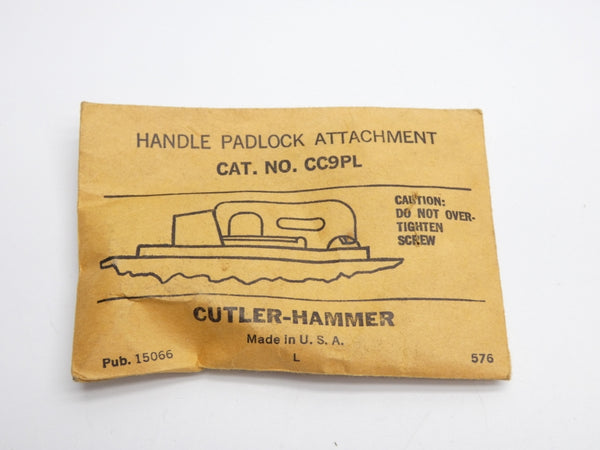 HANDLE PADLOCK ATTACHMENT
CAT. NO. CC9PL
CAUTION:
DO NOT OVER-
TIGHTEN
SCREW
CUTLER-HAMMER
Made in U. S. A.
Pub. 15066 L 576